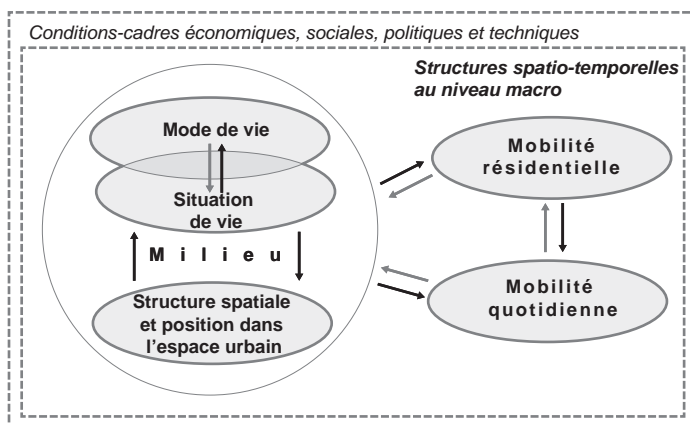 Conditions-cadres économiques, sociales, politiques et techniques
Structures spatio-temporelles
au niveau macro
Mode de vie
Situation
de vie
Milieu
Structure spatiale
et position dans
l'espace urbain
Mobilité
résidentielle
Mobilité
quotidienne